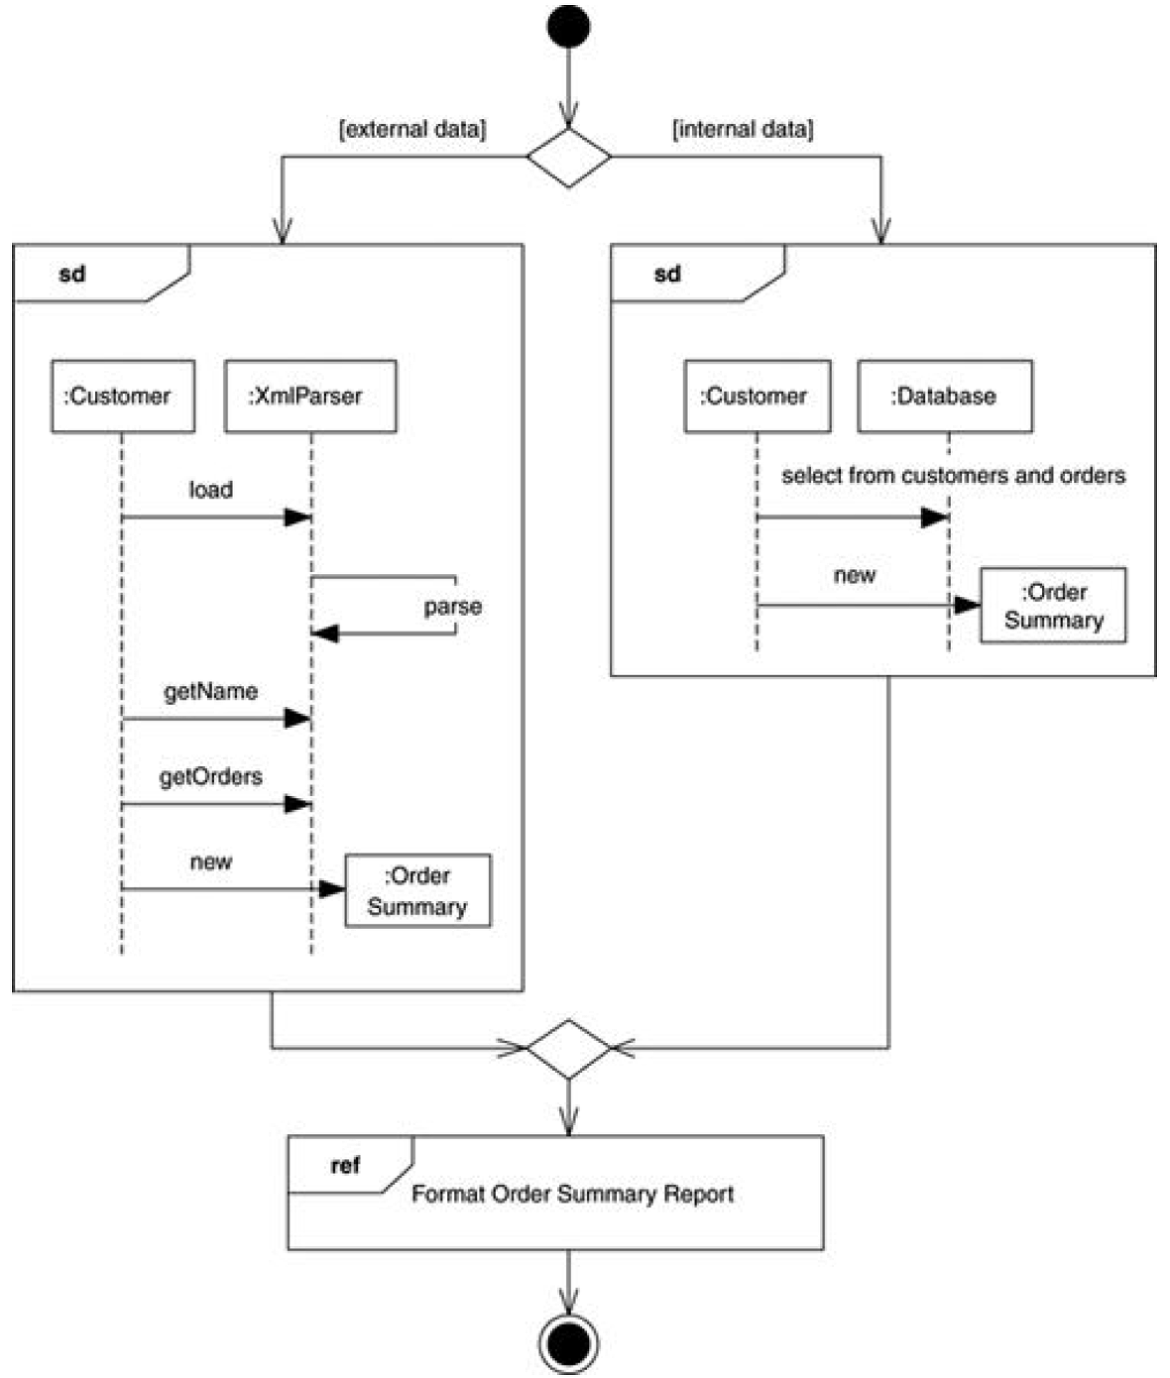 [external data]
[internal data]
sd
:Customer
:XmlParser
load
parse
getName
getOrders
new
:Order
Summary
sd
:Customer
:Database
select from customers and orders
new
:Order
Summary
ref
Format Order Summary Report